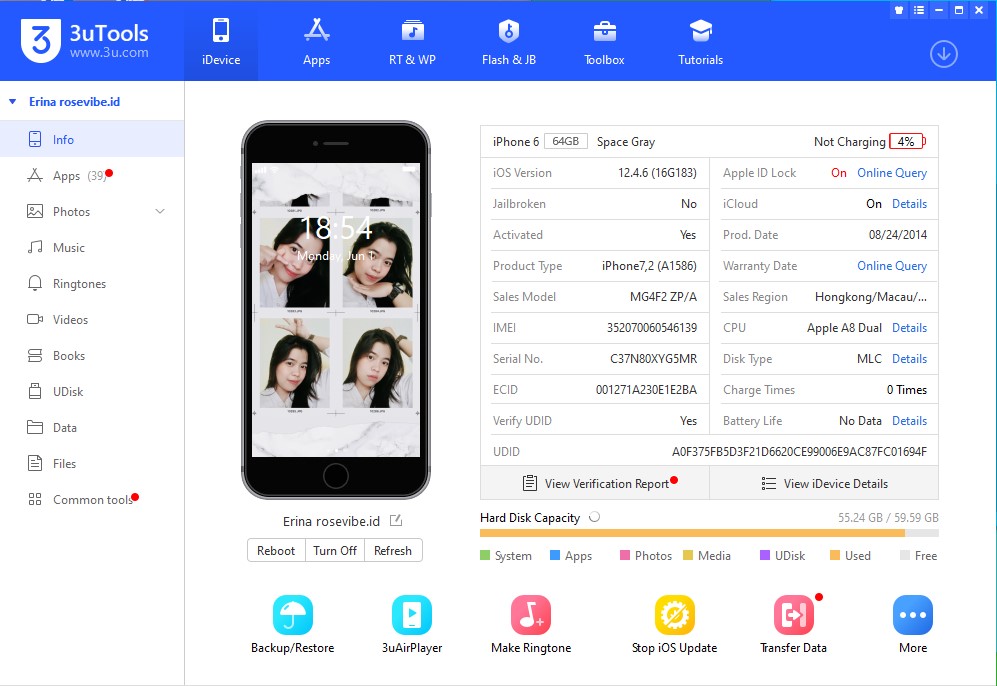 3uTools
www.3u.com
iDevice
Apps
RT & WP
Flash & JB
Toolbox
Tutorials
Erina rosevibe.id
Info
Apps (39)
Photos
Music
Ringtones
Videos
Books
UDisk
Data
Files
Common tools
18:54
Monday, Jun 1
Erina rosevibe.id
Reboot Turn Off Refresh
iPhone 6 64GB Space Gray Not Charging 4%
iOS Version 12.4.6 (16G183) Apple ID Lock On Online Query
Jailbroken No iCloud On Details
Activated Yes Prod. Date 08/24/2014
Product Type iPhone7,2 (A1586) Warranty Date Online Query
Sales Model MG4F2 ZP/A Sales Region Hongkong/Macau/...
IMEI 352070060546139 CPU Apple A8 Dual Details
Serial No. C37N80XYG5MR Disk Type MLC Details
ECID 001271A230E1E2BA Charge Times 0 Times
Verify UDID Yes Battery Life No Data Details
UDID A0F375FB5D3F21D6620CE99006E9AC87FC01694F
View Verification Report View iDevice Details
Hard Disk Capacity 55.24 GB / 59.59 GB
System Apps Photos Media UDisk Used Free
Backup/Restore 3uAirPlayer Make Ringtone Stop iOS Update Transfer Data More